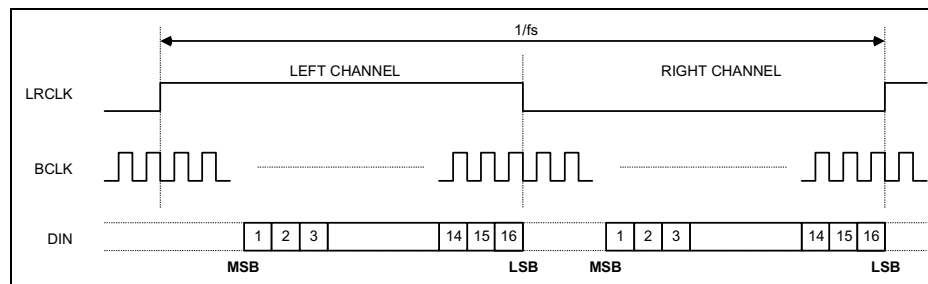 1/fs
LEFT CHANNEL RIGHT CHANNEL
LRCLK
BCLK
DIN 1 2 3 14 15 16 1 2 3 14 15 16
MSB LSB MSB LSB